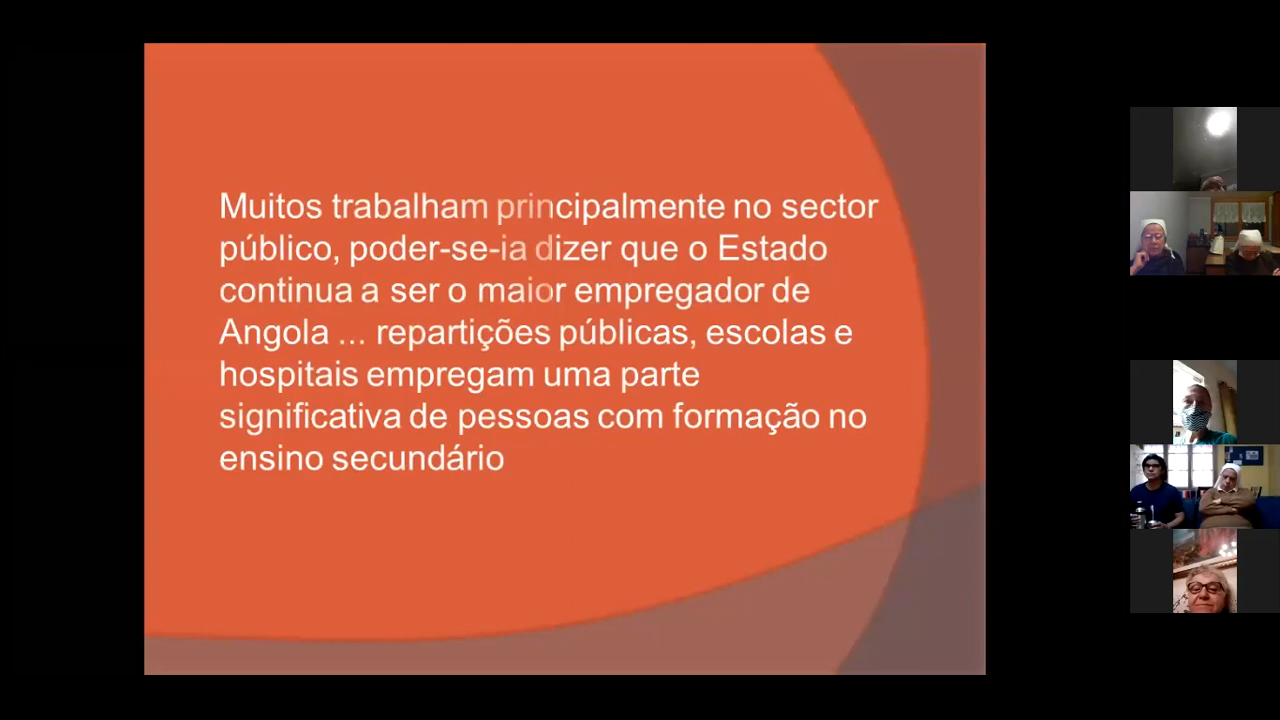 Muitos trabalham principalmente no sector
público, poder-se-ia dizer que o Estado
continua a ser o maior empregador de
Angola ... repartições públicas, escolas e
hospitais empregam uma parte
significativa de pessoas com formação no
ensino secundário